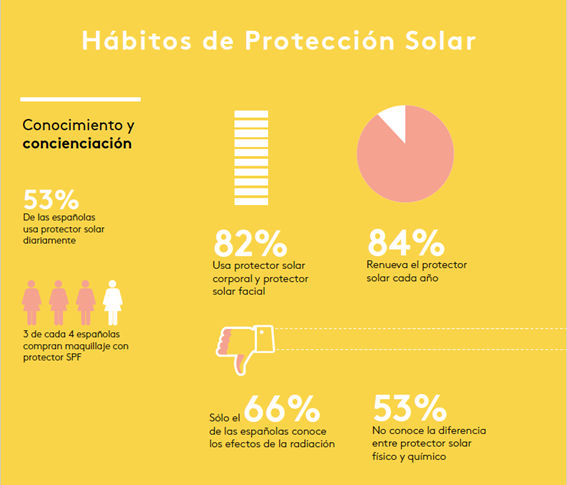 Hábitos de Protección Solar
Conocimiento y
concienciación
53%
De las españolas
usa protector solar
diariamente
3 de cada 4 españolas
compran maquillaje con
protector SPF
82%
Usa protector solar
corporal y protector
solar facial
84%
Renueva el protector
solar cada año
Sólo el 66%
de las españolas conoce
los efectos de la radiación
53%
No conoce la diferencia
entre protector solar
físico y químico